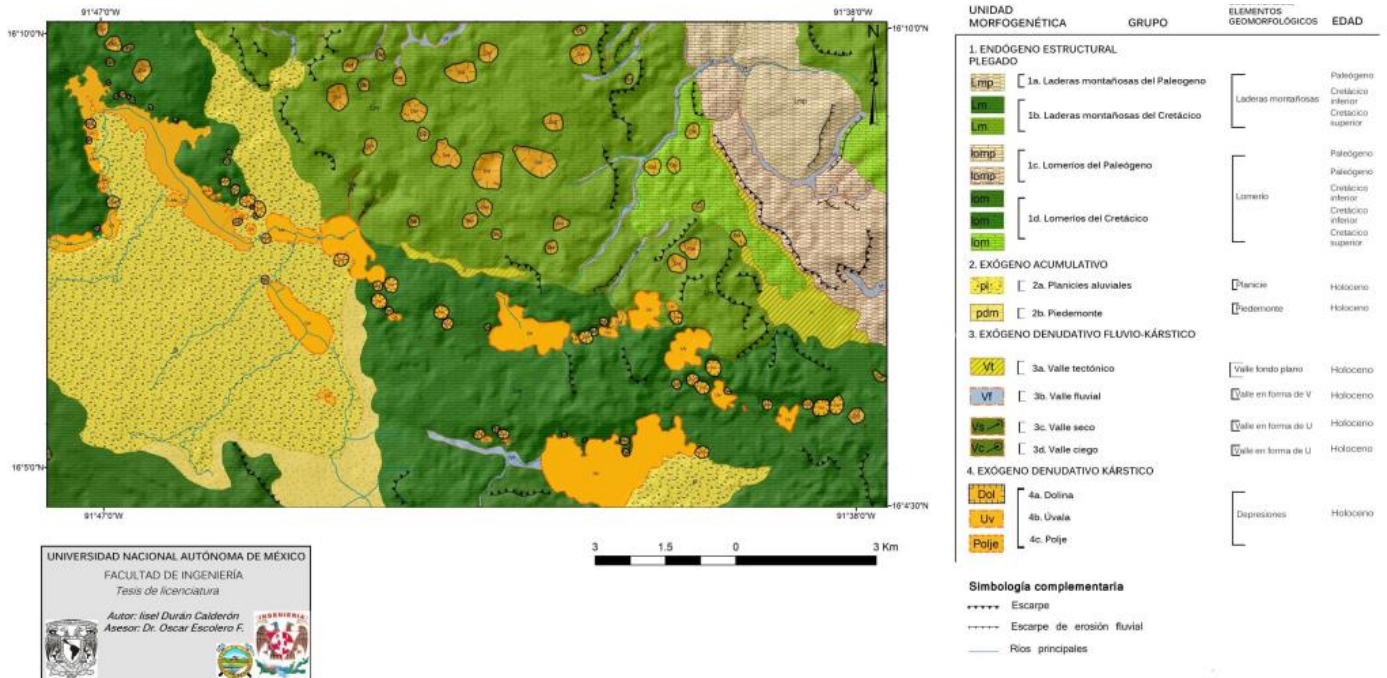 91°47'0"W
91°38'0"W
16°10'0"N
16°10'0"N
N
16°5'0"N
16°4'30"N
91°47'0"W
91°38'0"W
3 1.5 0 3 Km
UNIVERSIDAD NACIONAL AUTÓNOMA DE MÉXICO
FACULTAD DE INGENIERÍA
Tesis de licenciatura
Autor: Iisel Durán Calderón
Asesor: Dr. Oscar Escolero F.
INGENIERIA
UNIDAD MORFOGENÉTICA GRUPO ELEMENTOS GEOMORFOLÓGICOS EDAD
1. ENDÓGENO ESTRUCTURAL
PLEGADO
Lmp 1a. Laderas montañosas del Paleogeno Paleógeno
Lm 1b. Laderas montañosas del Cretácico Laderas montañosas Cretácico inferior
Lm Cretacico superior
lomp 1c. Lomeríos del Paleógeno Paleógeno
lomp Paleógeno
lom 1d. Lomeríos del Cretácico Lomerío Cretácico inferior
lom Cretácico inferior
lom Cretacico superior
2. EXÓGENO ACUMULATIVO
pl 2a. Planicies aluviales Planicie Holoceno
pdm 2b. Piedemonte Piedemonte Holoceno
3. EXÓGENO DENUDATIVO FLUVIO-KÁRSTICO
Vt 3a. Valle tectónico Valle fondo plano Holoceno
Vf 3b. Valle fluvial Valle en forma de V Holoceno
Vs 3c. Valle seco Valle en forma de U Holoceno
Vc 3d. Valle ciego Valle en forma de U Holoceno
4. EXÓGENO DENUDATIVO KÁRSTICO
Dol 4a. Dolina
Uv 4b. Úvala Depresiones Holoceno
Polje 4c. Polje
Simbología complementaria
Escarpe
Escarpe de erosión fluvial
Rios principales